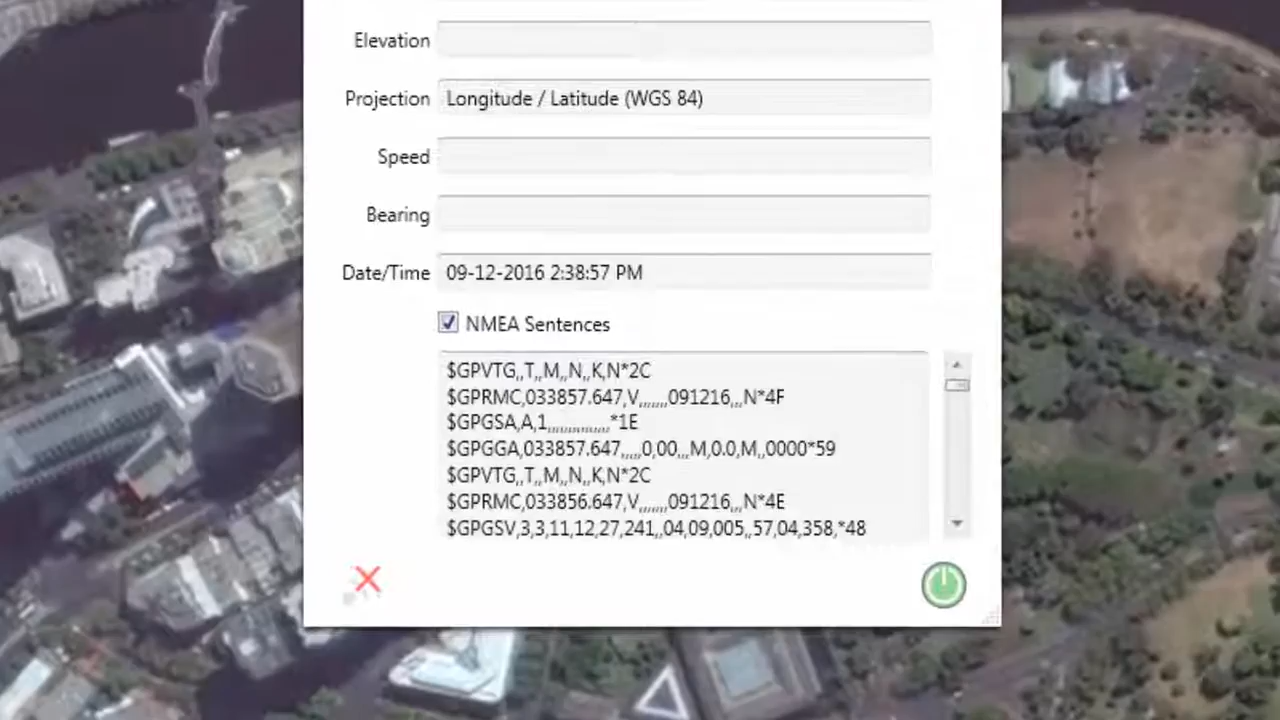 Elevation
Projection Longitude / Latitude (WGS 84)
Speed
Bearing
Date/Time 09-12-2016 2:38:57 PM
NMEA Sentences
$GPVTG,,T,,M,,N,,K,N*2C
$GPRMC,033857.647,V,,,,,,,091216,,,N*4F
$GPGSA,A,1,,,,,,,,,,,,,,,*1E
$GPGGA,033857.647,,,,,0,00,,,M,0.0,M,,0000*59
$GPVTG,,T,,M,,N,,K,N*2C
$GPRMC,033856.647,V,,,,,,,091216,,,N*4E
$GPGSV,3,3,11,12,27,241,,04,09,005,,57,04,358,*48